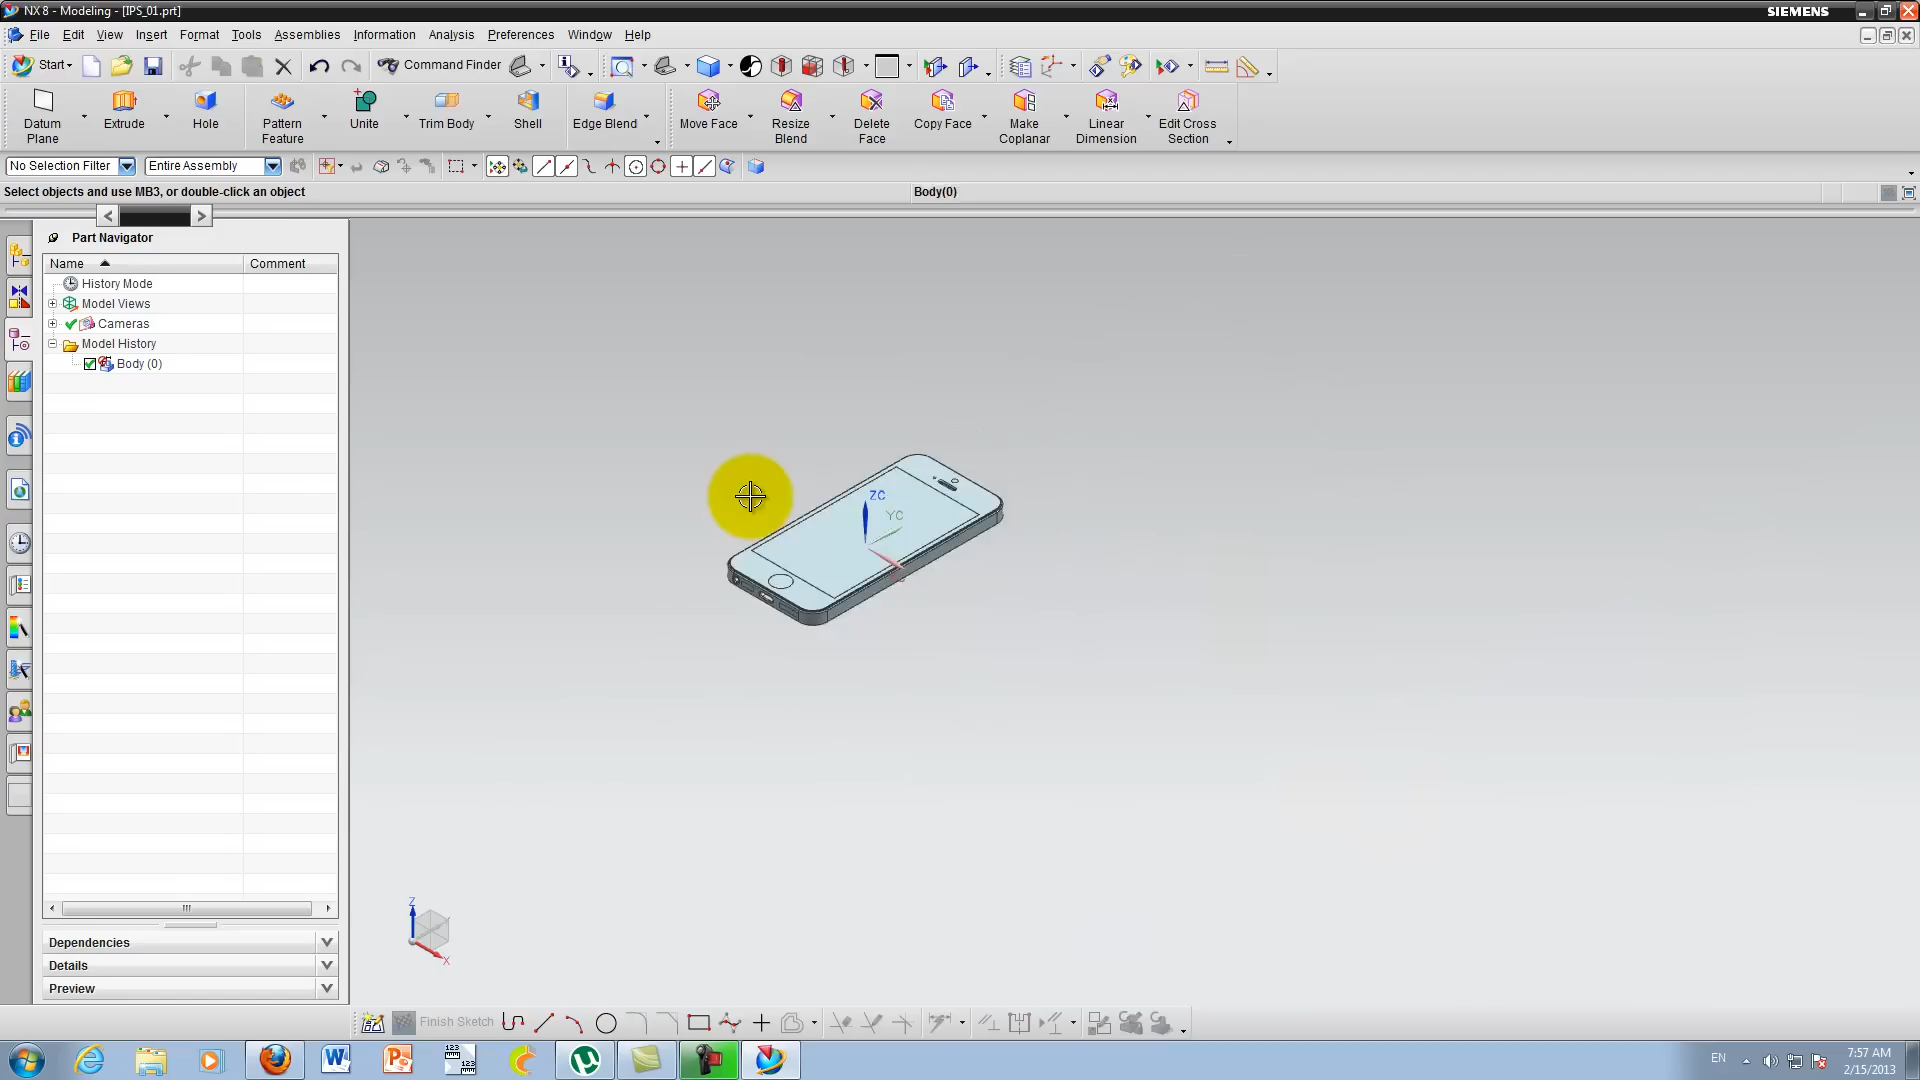 NX 8 - Modeling - [IPS_01.prt]
SIEMENS
File Edit View Insert Format Tools Assemblies Information Analysis Preferences Window Help
Start Command Finder
Datum Plane
Extrude
Hole
Pattern Feature
Unite
Trim Body
Shell
Edge Blend
Move Face
Resize Blend
Delete Face
Copy Face
Make Coplanar
Linear Dimension
Edit Cross Section
No Selection Filter Entire Assembly
Select objects and use MB3, or double-click an object
Body(0)
Part Navigator
Name Comment
History Mode
Model Views
Cameras
Model History
Body (0)
ZC
YC
Z
X
Dependencies
Details
Preview
Finish Sketch
123
123
EN
7:57 AM
2/15/2013